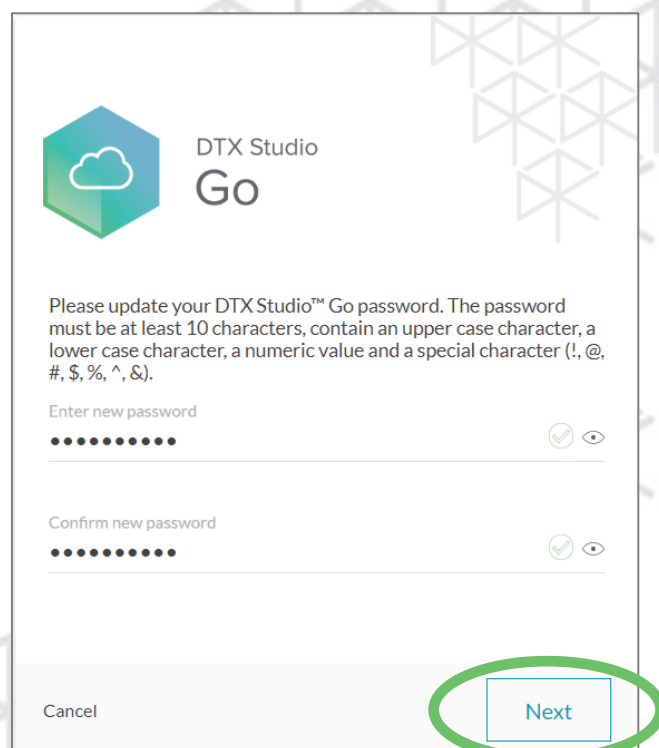 DTX Studio
Go
Please update your DTX Studio™ Go password. The password
must be at least 10 characters, contain an upper case character, a
lower case character, a numeric value and a special character (!, @,
#, $, %, ^, &).
Enter new password
••••••••••
Confirm new password
••••••••••
Cancel
Next